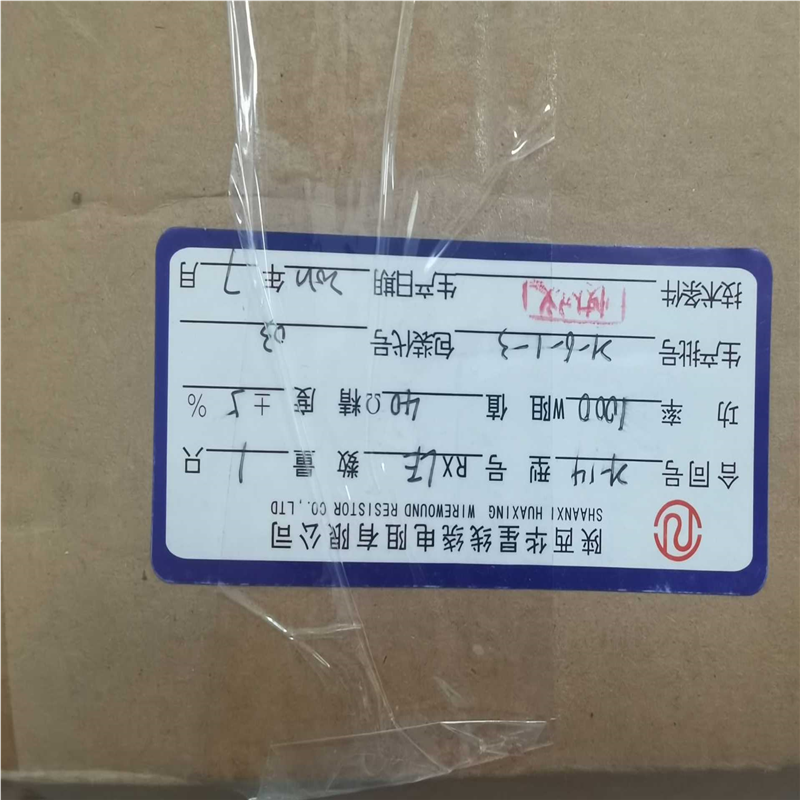 陕西华星线绕电阻有限公司
SHAANXI HUAXING WIREWOUND RESISTOR CO., LTD
合同号 型号 RX 数量 1 只
功率 1000 W 阻值 40 Ω 精度 ±5 %
生产批号 包装代号 03
技术条件 生产日期 年 7 月